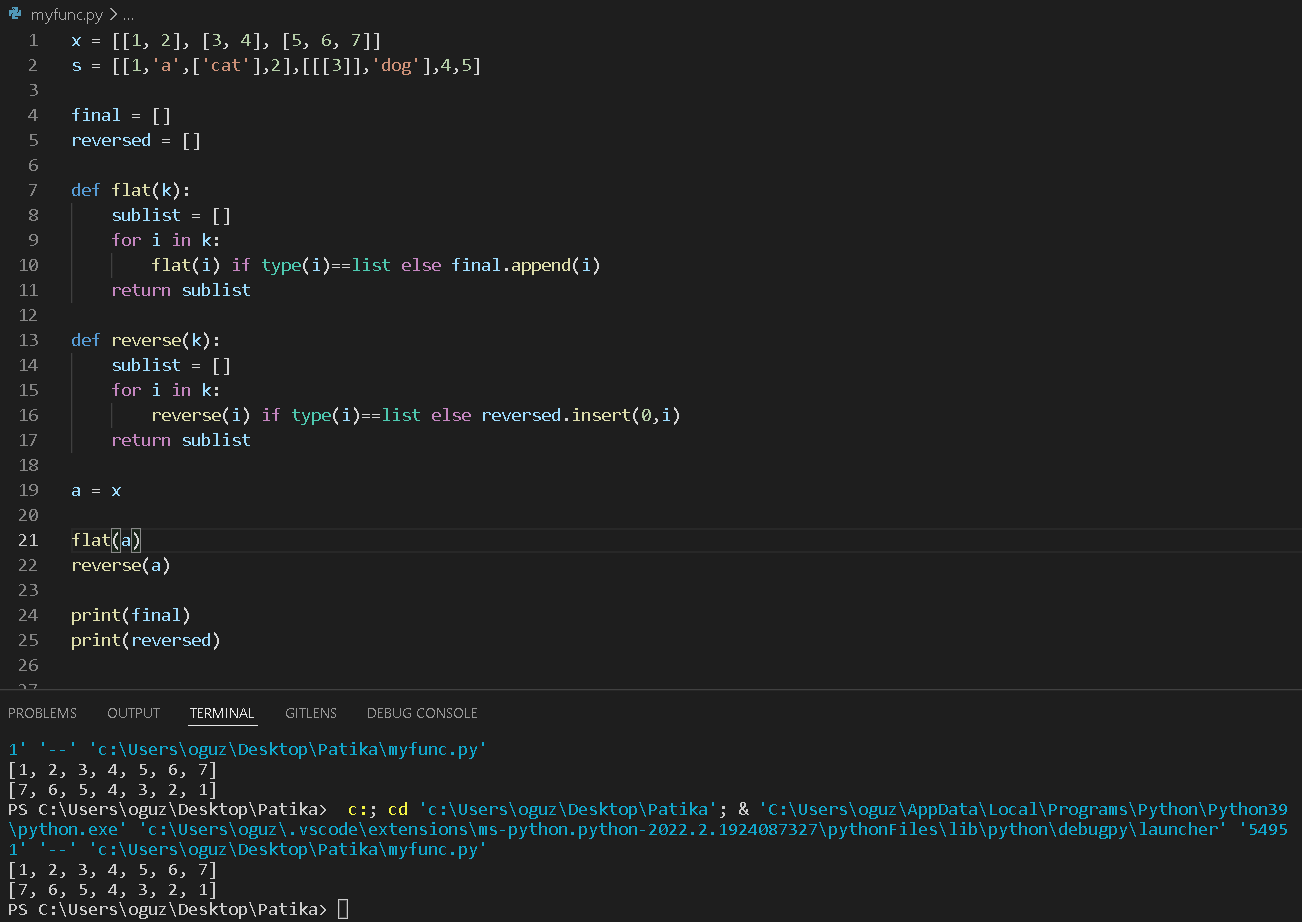 myfunc.py > ...
1 x = [[1, 2], [3, 4], [5, 6, 7]]
2 s = [[1,'a',['cat'],2],[[[3]],'dog'],4,5]
3
4 final = []
5 reversed = []
6
7 def flat(k):
8     sublist = []
9     for i in k:
10         flat(i) if type(i)==list else final.append(i)
11     return sublist
12
13 def reverse(k):
14     sublist = []
15     for i in k:
16         reverse(i) if type(i)==list else reversed.insert(0,i)
17     return sublist
18
19 a = x
20
21 flat(a)
22 reverse(a)
23
24 print(final)
25 print(reversed)
26
27
PROBLEMS OUTPUT TERMINAL GITLENS DEBUG CONSOLE
1' '--' 'c:\Users\oguz\Desktop\Patika\myfunc.py'
[1, 2, 3, 4, 5, 6, 7]
[7, 6, 5, 4, 3, 2, 1]
PS C:\Users\oguz\Desktop\Patika>  c:; cd 'c:\Users\oguz\Desktop\Patika'; & 'C:\Users\oguz\AppData\Local\Programs\Python\Python39
\python.exe' 'c:\Users\oguz\.vscode\extensions\ms-python.python-2022.2.1924087327\pythonFiles\lib\python\debugpy\launcher' '5495
1' '--' 'c:\Users\oguz\Desktop\Patika\myfunc.py'
[1, 2, 3, 4, 5, 6, 7]
[7, 6, 5, 4, 3, 2, 1]
PS C:\Users\oguz\Desktop\Patika>